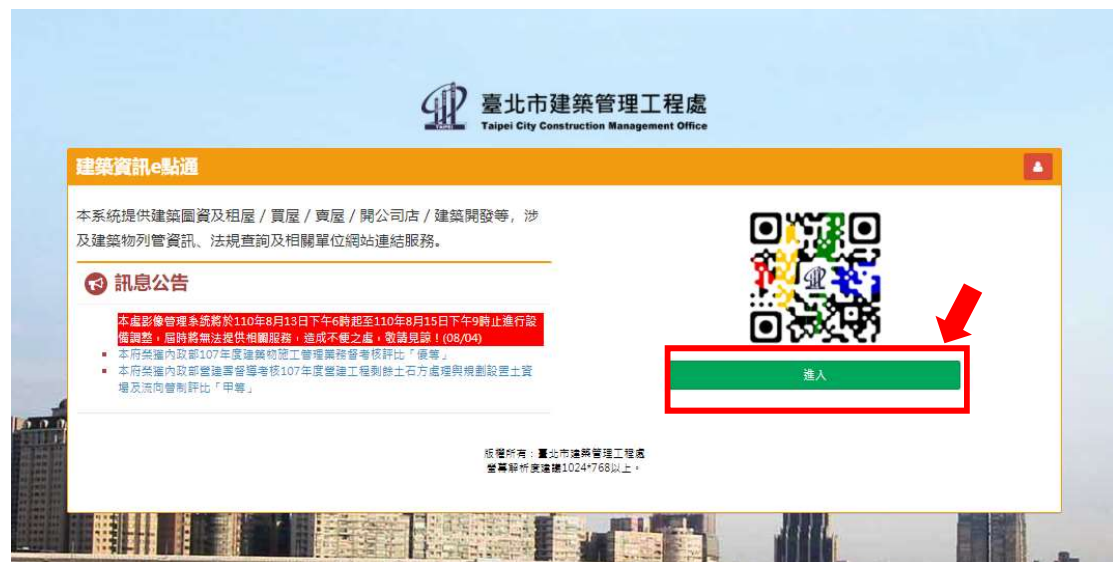 臺北市建築管理工程處
Taipei City Construction Management Office
TAIPEI
建築資訊e點通
本系統提供建築圖資及租屋 / 買屋 / 賣屋 / 開公司店 / 建築開發等，涉
及建築物列管資訊、法規查詢及相關單位網站連結服務。
訊息公告
本處影像管理系統將於110年8月13日下午6時起至110年8月15日下午9時止進行設
備調整，屆時將無法提供相關服務，造成不便之處，敬請見諒！(08/04)
本府榮獲內政部107年度建築物施工管理業務督考核評比「優等」
本府榮獲內政部營建署督導考核107年度營建工程剩餘土石方處理與規劃設置土資
場及流向管制評比「甲等」
進入
版權所有：臺北市建築管理工程處
螢幕解析度建議1024*768以上。